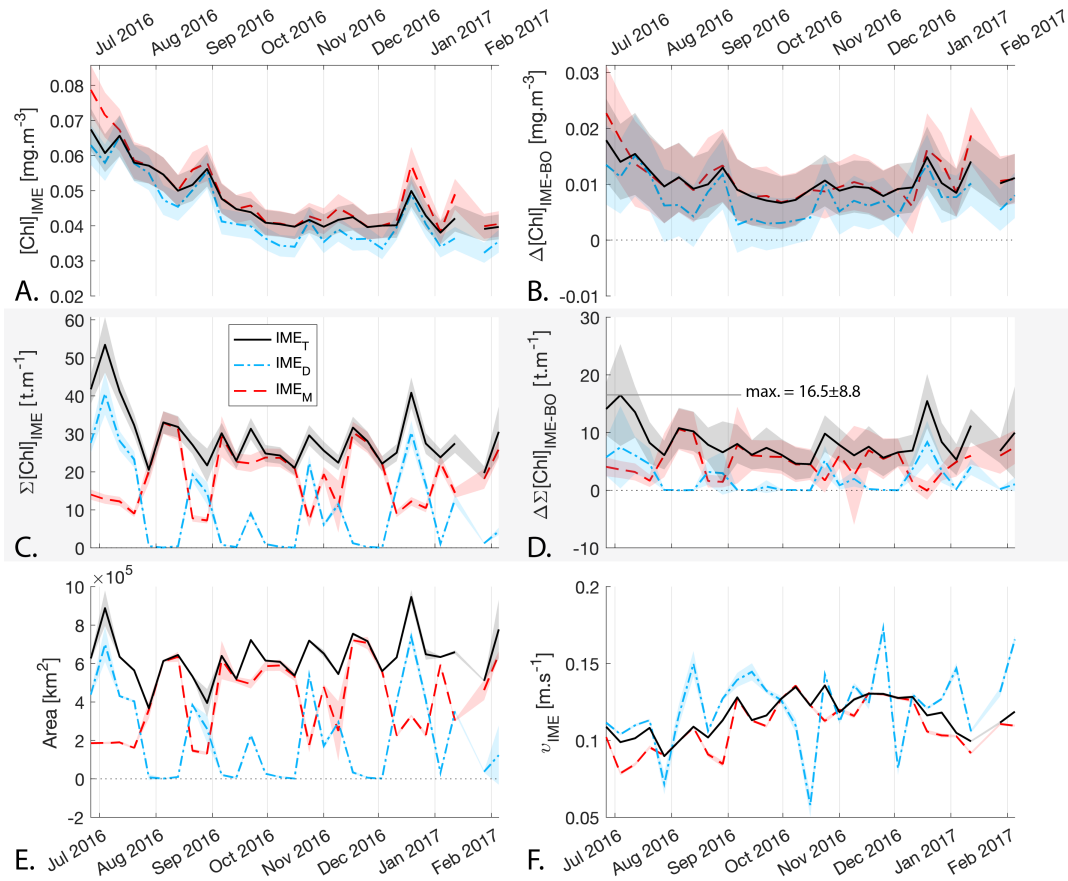 Jul 2016 Aug 2016 Sep 2016 Oct 2016 Nov 2016 Dec 2016 Jan 2017 Feb 2017
Jul 2016 Aug 2016 Sep 2016 Oct 2016 Nov 2016 Dec 2016 Jan 2017 Feb 2017
[Chl]IME [mg.m-3]
0.08
0.07
0.06
0.05
0.04
0.03
0.02
A.
Δ[Chl]IME-BO [mg.m-3]
0.03
0.02
0.01
0
-0.01
B.
Σ[Chl]IME [t.m-1]
60
50
40
30
20
10
0
IMET
IMED
IMEM
C.
ΔΣ[Chl]IME-BO [t.m-1]
30
20
10
0
-10
max. = 16.5±8.8
D.
×10⁵
Area [km²]
10
8
6
4
2
0
-2
E.
vIME [m.s-1]
0.2
0.15
0.1
0.05
F.
Jul 2016 Aug 2016 Sep 2016 Oct 2016 Nov 2016 Dec 2016 Jan 2017 Feb 2017
Jul 2016 Aug 2016 Sep 2016 Oct 2016 Nov 2016 Dec 2016 Jan 2017 Feb 2017